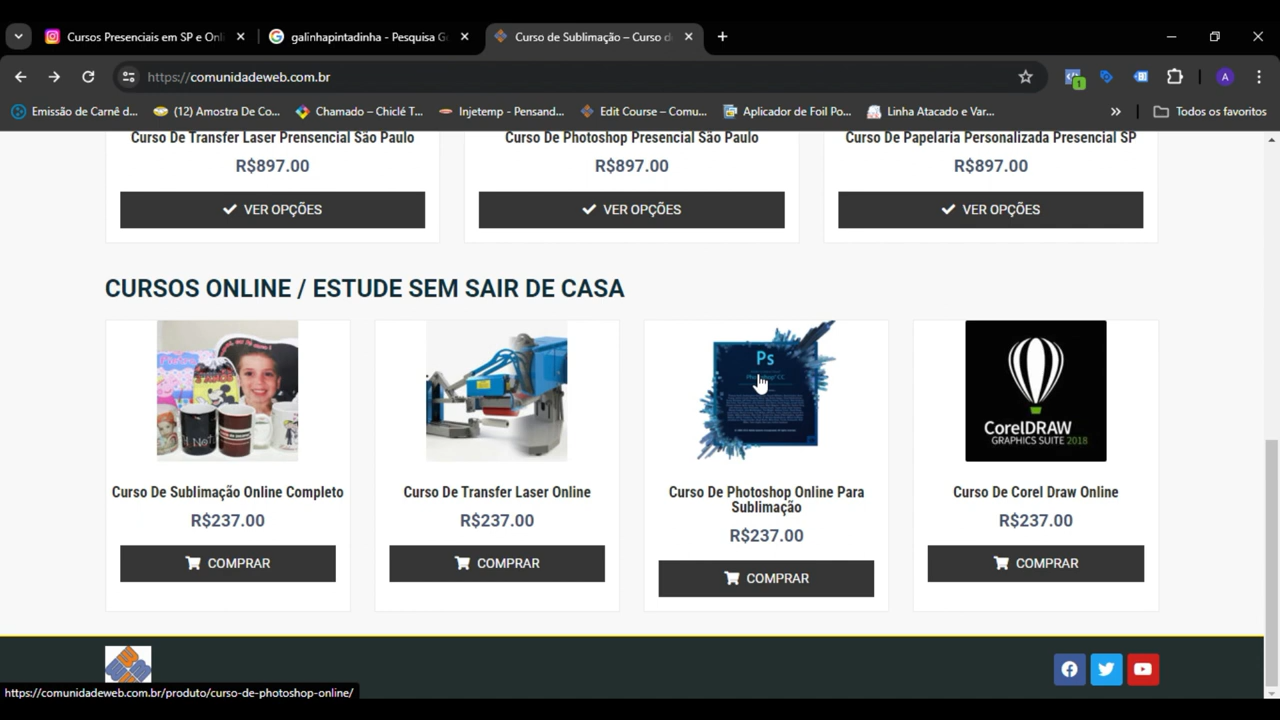 Cursos Presenciais em SP e Onl
galinhapintadinha - Pesquisa G
Curso de Sublimação – Curso d
https://comunidadeweb.com.br
1
A
Emissão de Carnê d...
(12) Amostra De Co...
Chamado – Chiclé T...
Injetemp - Pensand...
Edit Course – Comu...
Aplicador de Foil Po...
Linha Atacado e Var...
Todos os favoritos
Curso De Transfer Laser Prensencial São Paulo
R$897.00
VER OPÇÕES
Curso De Photoshop Presencial São Paulo
R$897.00
VER OPÇÕES
Curso De Papelaria Personalizada Presencial SP
R$897.00
VER OPÇÕES
CURSOS ONLINE / ESTUDE SEM SAIR DE CASA
Curso De Sublimação Online Completo
R$237.00
COMPRAR
Curso De Transfer Laser Online
R$237.00
COMPRAR
Ps
Curso De Photoshop Online Para
Sublimação
R$237.00
COMPRAR
CorelDRAW
GRAPHICS SUITE 2018
Curso De Corel Draw Online
R$237.00
COMPRAR
https://comunidadeweb.com.br/produto/curso-de-photoshop-online/